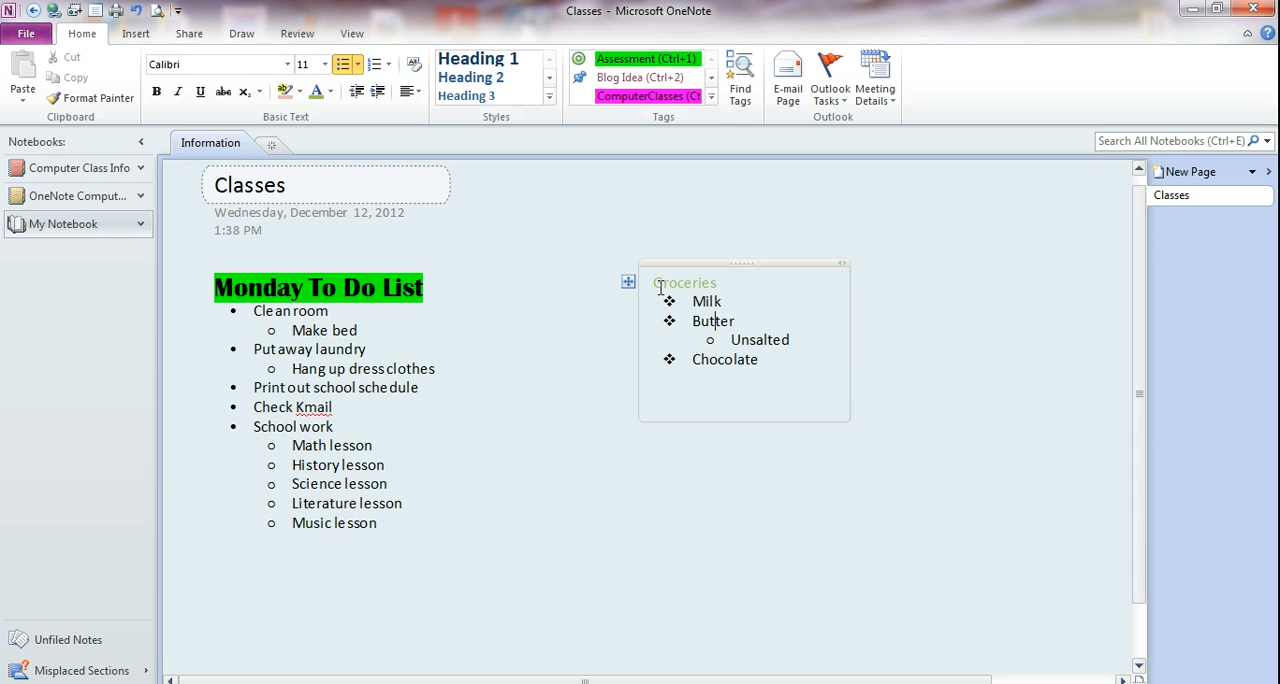 Classes - Microsoft OneNote
File Home Insert Share Draw Review View
Paste
Cut
Copy
Format Painter
Clipboard
Calibri 11
B I U abc X₂ A
Basic Text
Heading 1
Heading 2
Heading 3
Styles
Assessment (Ctrl+1)
Blog Idea (Ctrl+2)
ComputerClasses (Ct
Find Tags
Tags
E-mail Page
Outlook Tasks
Meeting Details
Outlook
Notebooks:
Information
Search All Notebooks (Ctrl+E)
Computer Class Info
OneNote Comput...
My Notebook
New Page
Classes
Classes
Wednesday, December 12, 2012
1:38 PM
Monday To Do List
• Clean room
o Make bed
• Put away laundry
o Hang up dress clothes
• Print out school schedule
• Check Kmail
• School work
o Math lesson
o History lesson
o Science lesson
o Literature lesson
o Music lesson
Groceries
❖ Milk
❖ Butter
o Unsalted
❖ Chocolate
Unfiled Notes
Misplaced Sections